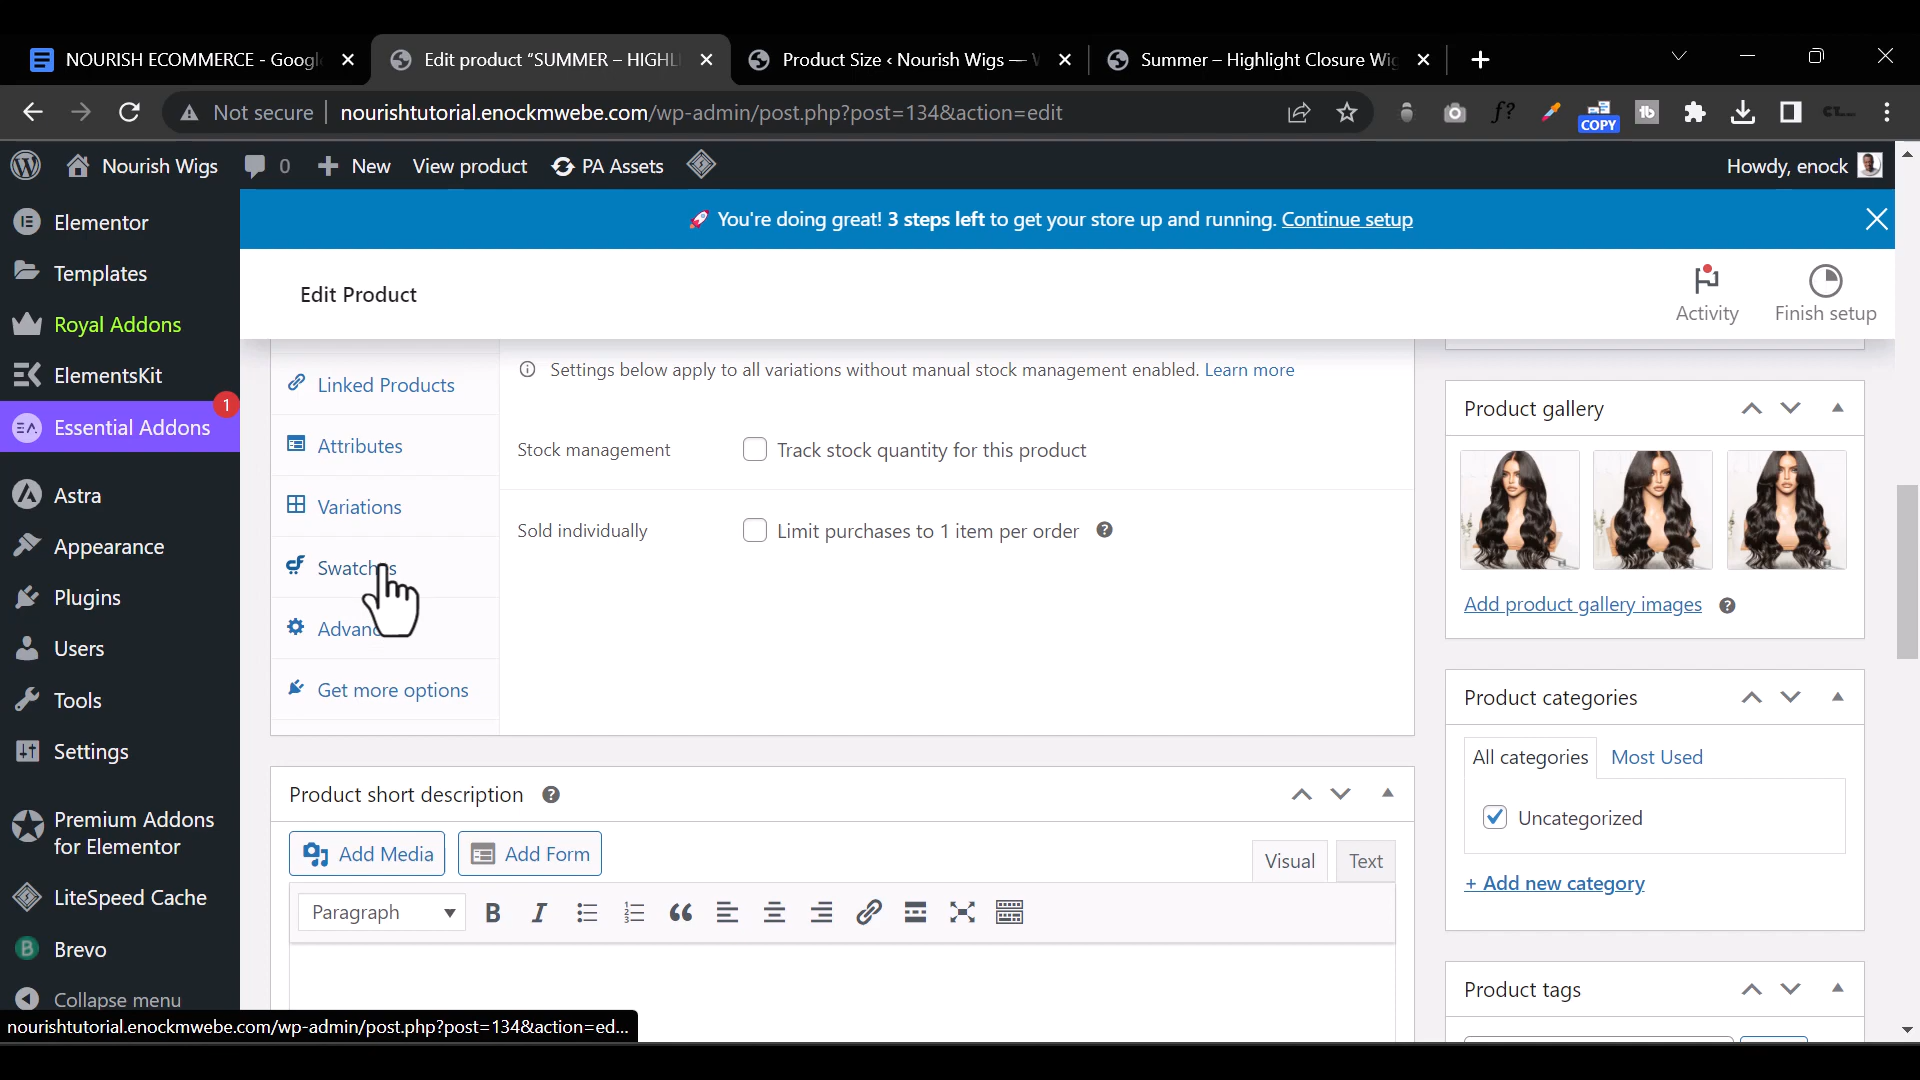 NOURISH ECOMMERCE - Googl
Edit product “SUMMER – HIGHL
Product Size ‹ Nourish Wigs —
Summer – Highlight Closure Wig
Not secure
nourishtutorial.enockmwebe.com/wp-admin/post.php?post=134&action=edit
f?
COPY
tb
Nourish Wigs
0
New
View product
PA Assets
Howdy, enock
Elementor
Templates
Royal Addons
ElementsKit
1
Essential Addons
Astra
Appearance
Plugins
Users
Tools
Settings
Premium Addons
for Elementor
LiteSpeed Cache
Brevo
Collapse menu
🚀 You're doing great! 3 steps left to get your store up and running. Continue setup
Edit Product
Activity
Finish setup
Linked Products
Attributes
Variations
Swatches
Advan
Get more options
Settings below apply to all variations without manual stock management enabled. Learn more
Stock management
Track stock quantity for this product
Sold individually
Limit purchases to 1 item per order
Product short description
Add Media
Add Form
Visual
Text
Paragraph
Product gallery
Add product gallery images
Product categories
All categories
Most Used
Uncategorized
+ Add new category
Product tags
nourishtutorial.enockmwebe.com/wp-admin/post.php?post=134&action=ed...